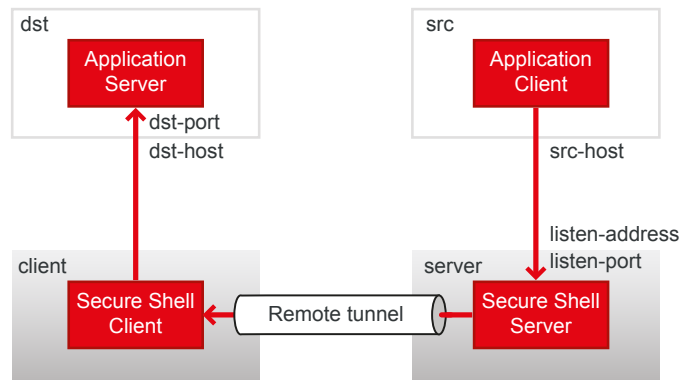 dst
Application
Server
dst-port
dst-host
src
Application
Client
src-host
listen-address
listen-port
client
Secure Shell
Client
Remote tunnel
server
Secure Shell
Server